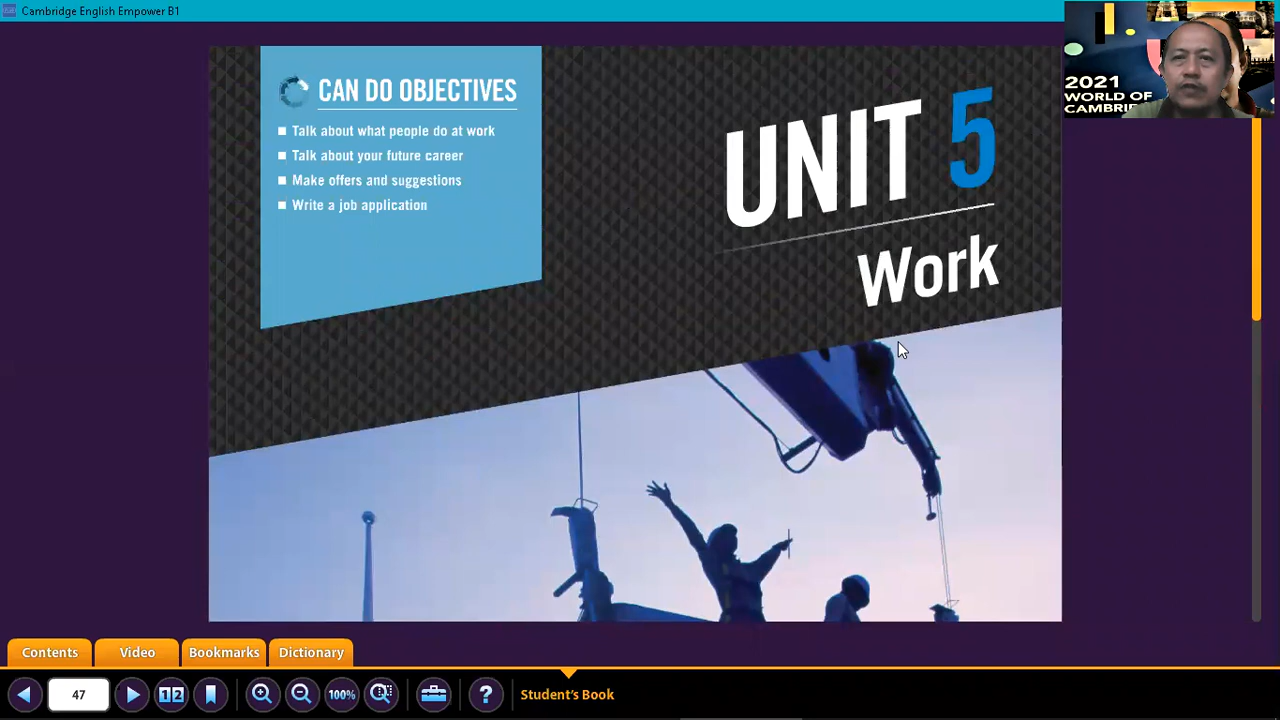 Cambridge English Empower B1
CAN DO OBJECTIVES
Talk about what people do at work
Talk about your future career
Make offers and suggestions
Write a job application
UNIT 5
Work
2021
WORLD OF
CAMBRI
Contents
Video
Bookmarks
Dictionary
47
12
100%
?
Student's Book